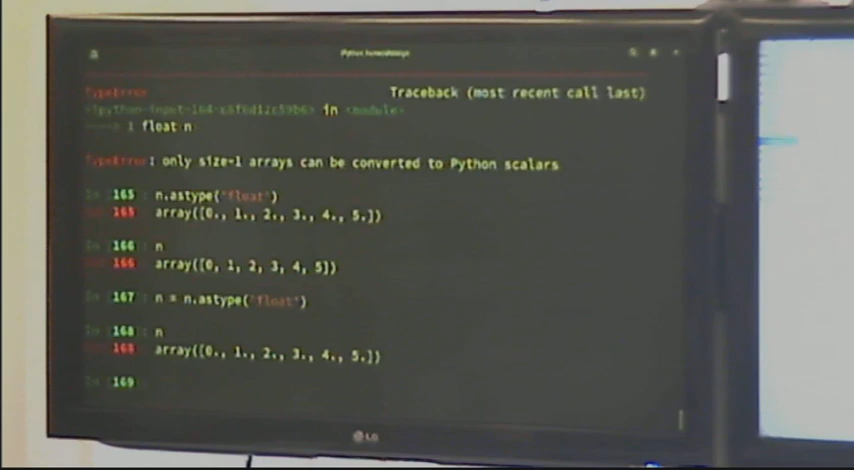 TypeError Traceback (most recent call last)
in <module>
1 float n
TypeError: only size-1 arrays can be converted to Python scalars
In [165]: n.astype("float")
165 array([0., 1., 2., 3., 4., 5.])
In [166]: n
166 array([0, 1, 2, 3, 4, 5])
In [167]: n = n.astype("float")
In [168]: n
168 array([0., 1., 2., 3., 4., 5.])
In [169]
LG